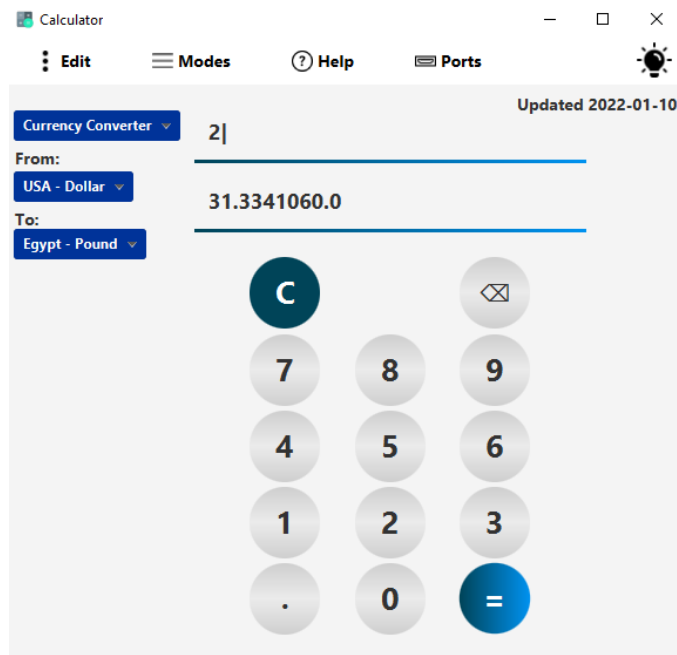 Calculator
Edit Modes Help Ports
Updated 2022-01-10
Currency Converter
2
From:
USA - Dollar
31.3341060.0
To:
Egypt - Pound
C ⌫
7 8 9
4 5 6
1 2 3
. 0 =